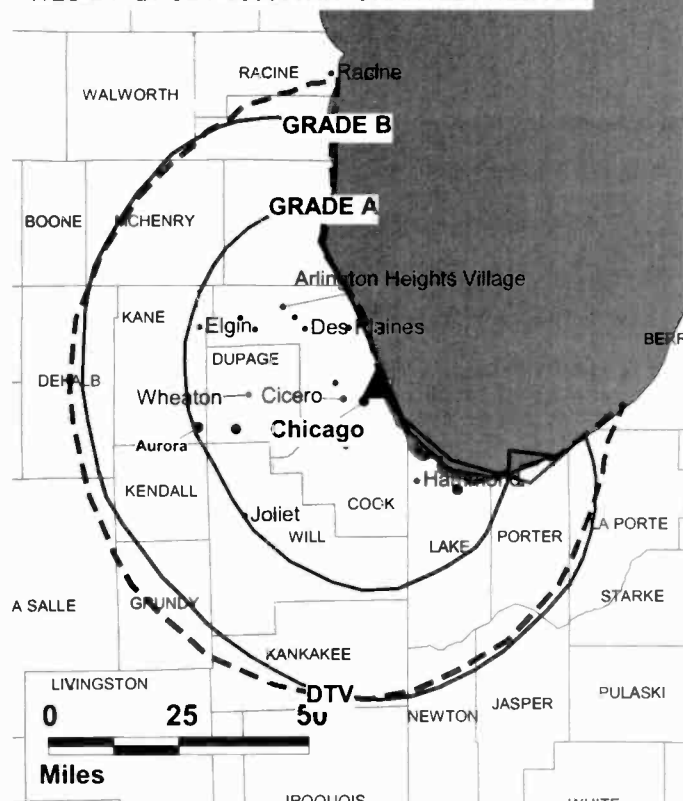 RACINE
Racine
WALWORTH
GRADE B
GRADE A
BOONE
MCHENRY
Arlington Heights Village
KANE
Elgin
Des Plaines
DUPAGE
DEKALB
Wheaton
Cicero
Chicago
Aurora
KENDALL
Hammond
COOK
Joliet
WILL
PORTER
LA PORTE
LAKE
STARKE
A SALLE
GRUNDY
KANKAKEE
LIVINGSTON
DTV
PULASKI
JASPER
NEWTON
0 25 50
Miles
IROQUOIS
WHITE